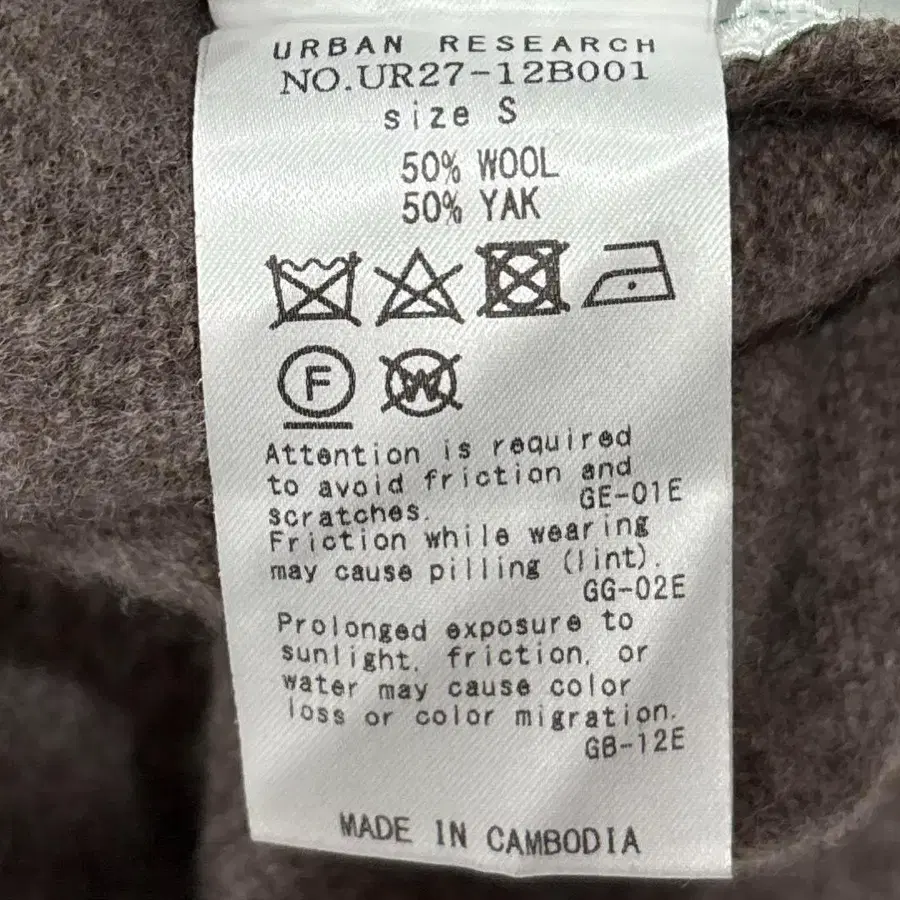 URBAN RESEARCH
NO.UR27-12B001
size S
50% WOOL
50% YAK
F W
Attention is required
to avoid friction and
scratches. GE-01E
Friction while wearing
may cause pilling (lint).
GG-02E
Prolonged exposure to
sunlight, friction, or
water may cause color
loss or color migration.
GB-12E
MADE IN CAMBODIA